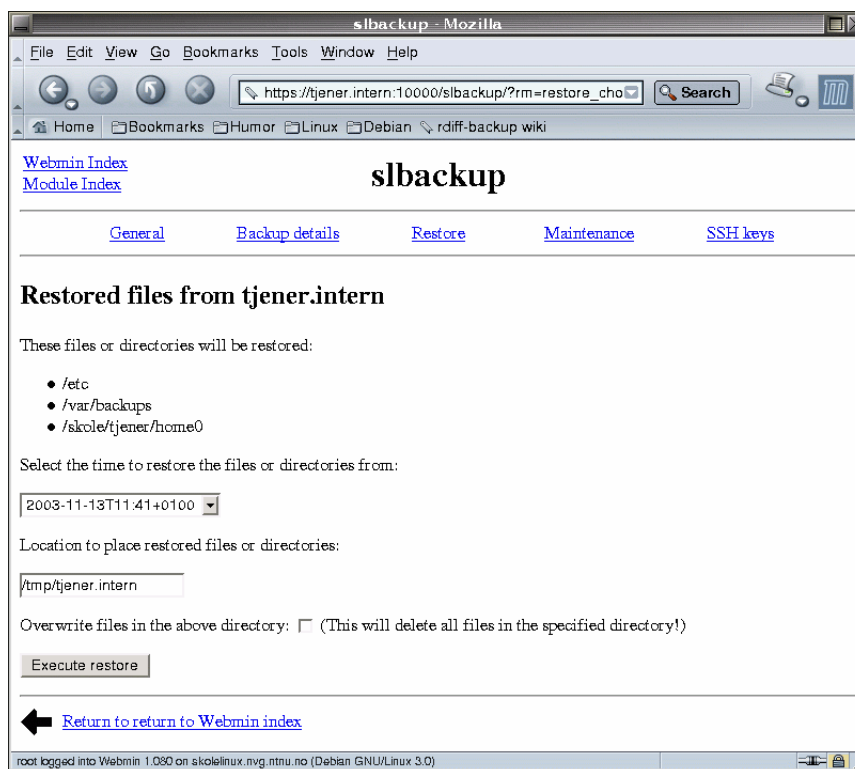 slbackup - Mozilla
File Edit View Go Bookmarks Tools Window Help
https://tjener.intern:10000/slbackup/?rm=restore_cho
Search
Home Bookmarks Humor Linux Debian rdiff-backup wiki
Webmin Index
Module Index
slbackup
General Backup details Restore Maintenance SSH keys
Restored files from tjener.intern
These files or directories will be restored:
• /etc
• /var/backups
• /skole/tjener/home0
Select the time to restore the files or directories from:
2003-11-13T11:41+0100
Location to place restored files or directories:
/tmp/tjener.intern
Overwrite files in the above directory: (This will delete all files in the specified directory!)
Execute restore
Return to return to Webmin index
root logged into Webmin 1.080 on skolelinux.nvg.ntnu.no (Debian GNU/Linux 3.0)